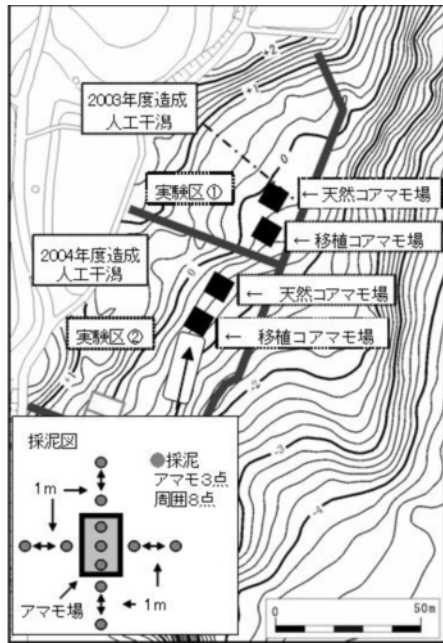 +2
+1
2003年度造成
人工干潟
0
実験区①
← 天然コアマモ場
← 移植コアマモ場
2004年度造成
人工干潟
0
← 天然コアマモ場
実験区②
← 移植コアマモ場
+1
-2
-3
-4
採泥図
採泥
アマモ3点
周囲8点
1m
アマモ場
1m
0
50m